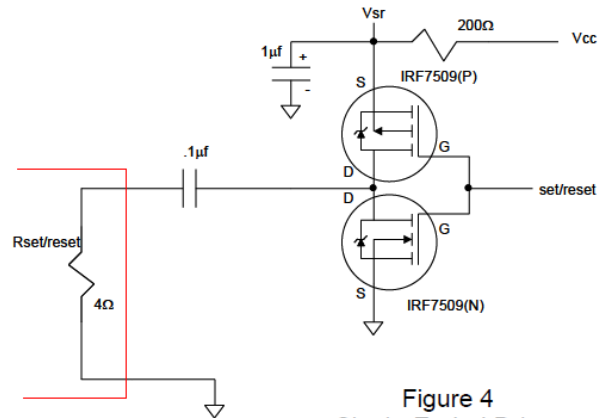 Vsr
200Ω
Vcc
1µf
+
-
S
IRF7509(P)
G
D
.1µf
D
set/reset
G
Rset/reset
4Ω
S
IRF7509(N)
Figure 4